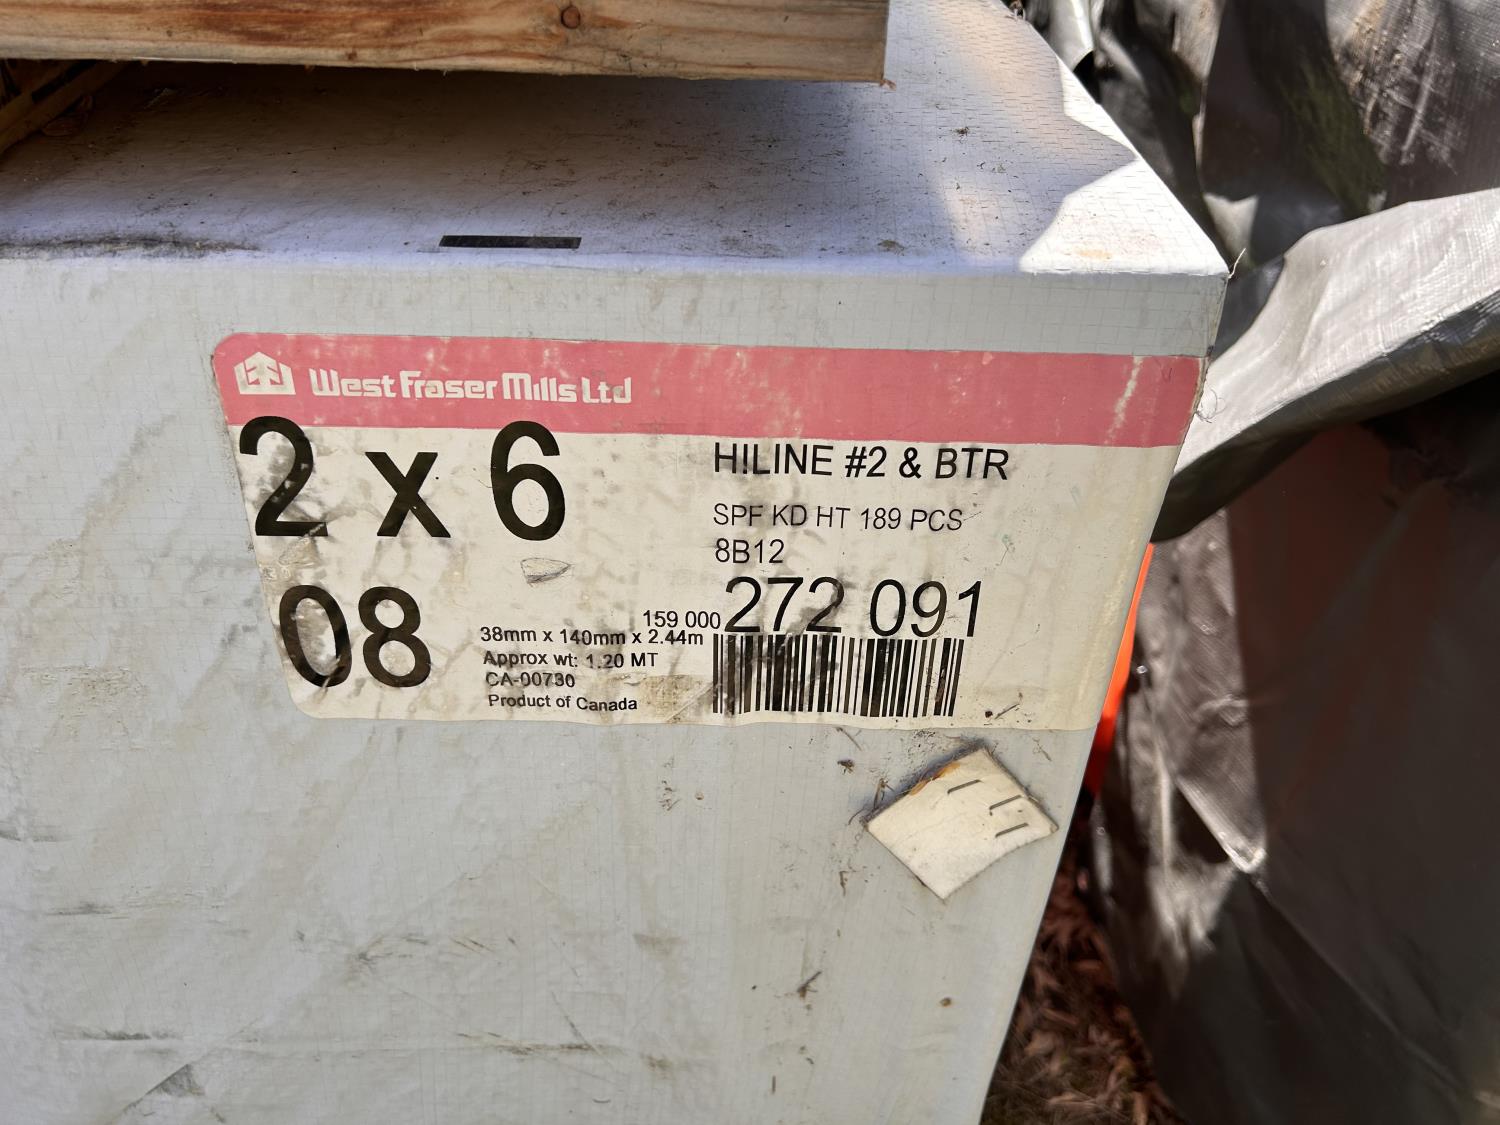 West Fraser Mills Ltd
2 x 6
08
HILINE #2 & BTR
SPF KD HT 189 PCS
8B12
159 000 272 091
38mm x 140mm x 2.44m
Approx wt: 1.20 MT
CA-00730
Product of Canada